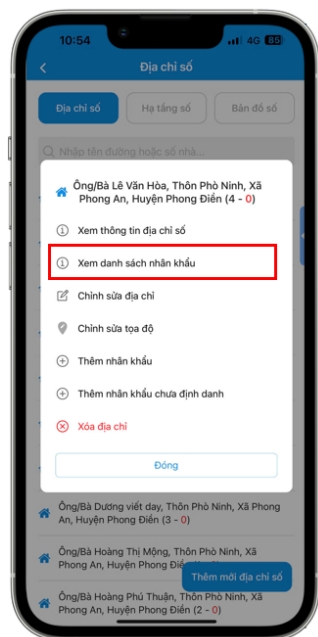 10:54
4G 85
Địa chỉ số
Địa chỉ số
Hạ tầng số
Bản đồ số
Nhập tên đường hoặc số nhà...
Ông/Bà Lê Văn Hòa, Thôn Phò Ninh, Xã
Phong An, Huyện Phong Điền (4 - 0)
Xem thông tin địa chỉ số
Xem danh sách nhân khẩu
Chỉnh sửa địa chỉ
Chỉnh sửa tọa độ
Thêm nhân khẩu
Thêm nhân khẩu chưa định danh
Xóa địa chỉ
Đóng
Ông/Bà Dương viết day, Thôn Phò Ninh, Xã Phong
An, Huyện Phong Điền (3 - 0)
Ông/Bà Hoàng Thị Mộng, Thôn Phò Ninh, Xã
Phong An, Huyện Phong
Thêm mới địa chỉ số
Ông/Bà Hoàng Phú Thuận, Thôn Phò Ninh, Xã
Phong An, Huyện Phong Điền (2 - 0)